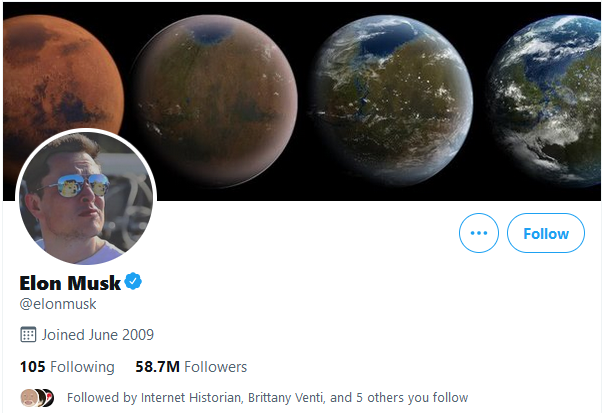 Follow
Elon Musk
@elonmusk
Joined June 2009
105 Following 58.7M Followers
Followed by Internet Historian, Brittany Venti, and 5 others you follow